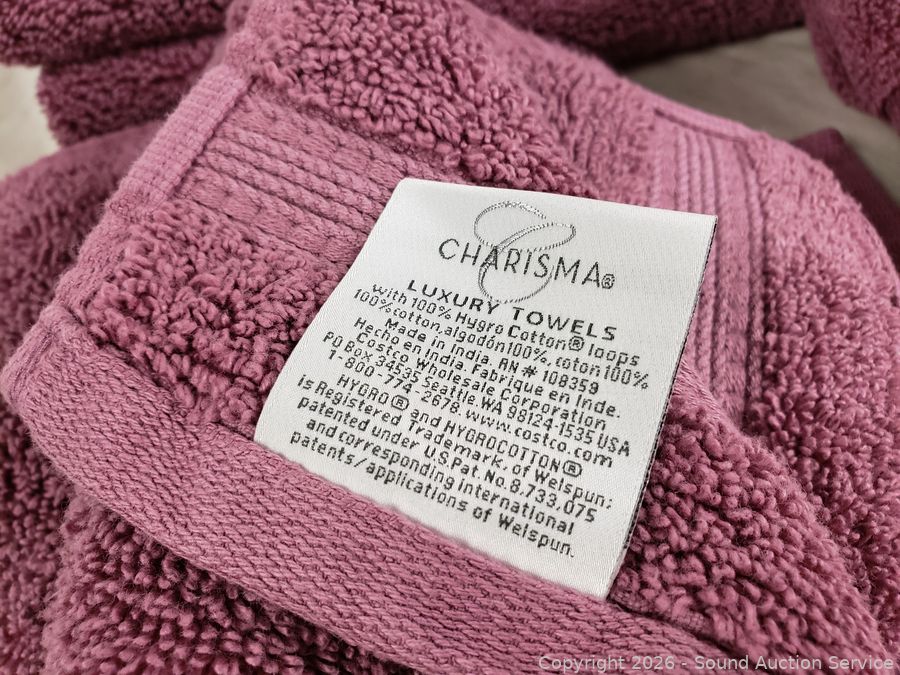 CHARISMA®
LUXURY TOWELS
with 100% Hygro Cotton® loops
100%cotton,algodón100%,coton100%
Made in India, RN # 108359
Hecho en India. Fabrique en Inde.
Costco Wholesale Corporation
PO Box 34535 Seattle.WA 98124-1535 USA
1-800-774-2678 www.costco.com
HYGRO® and HYGROCOTTON®
is Registered Trademark. of Welspun;
patented under U.S.Pat.No.8,733,075
and corresponding international
patents/applications of Welspun.
Copyright 2026 - Sound Auction Service